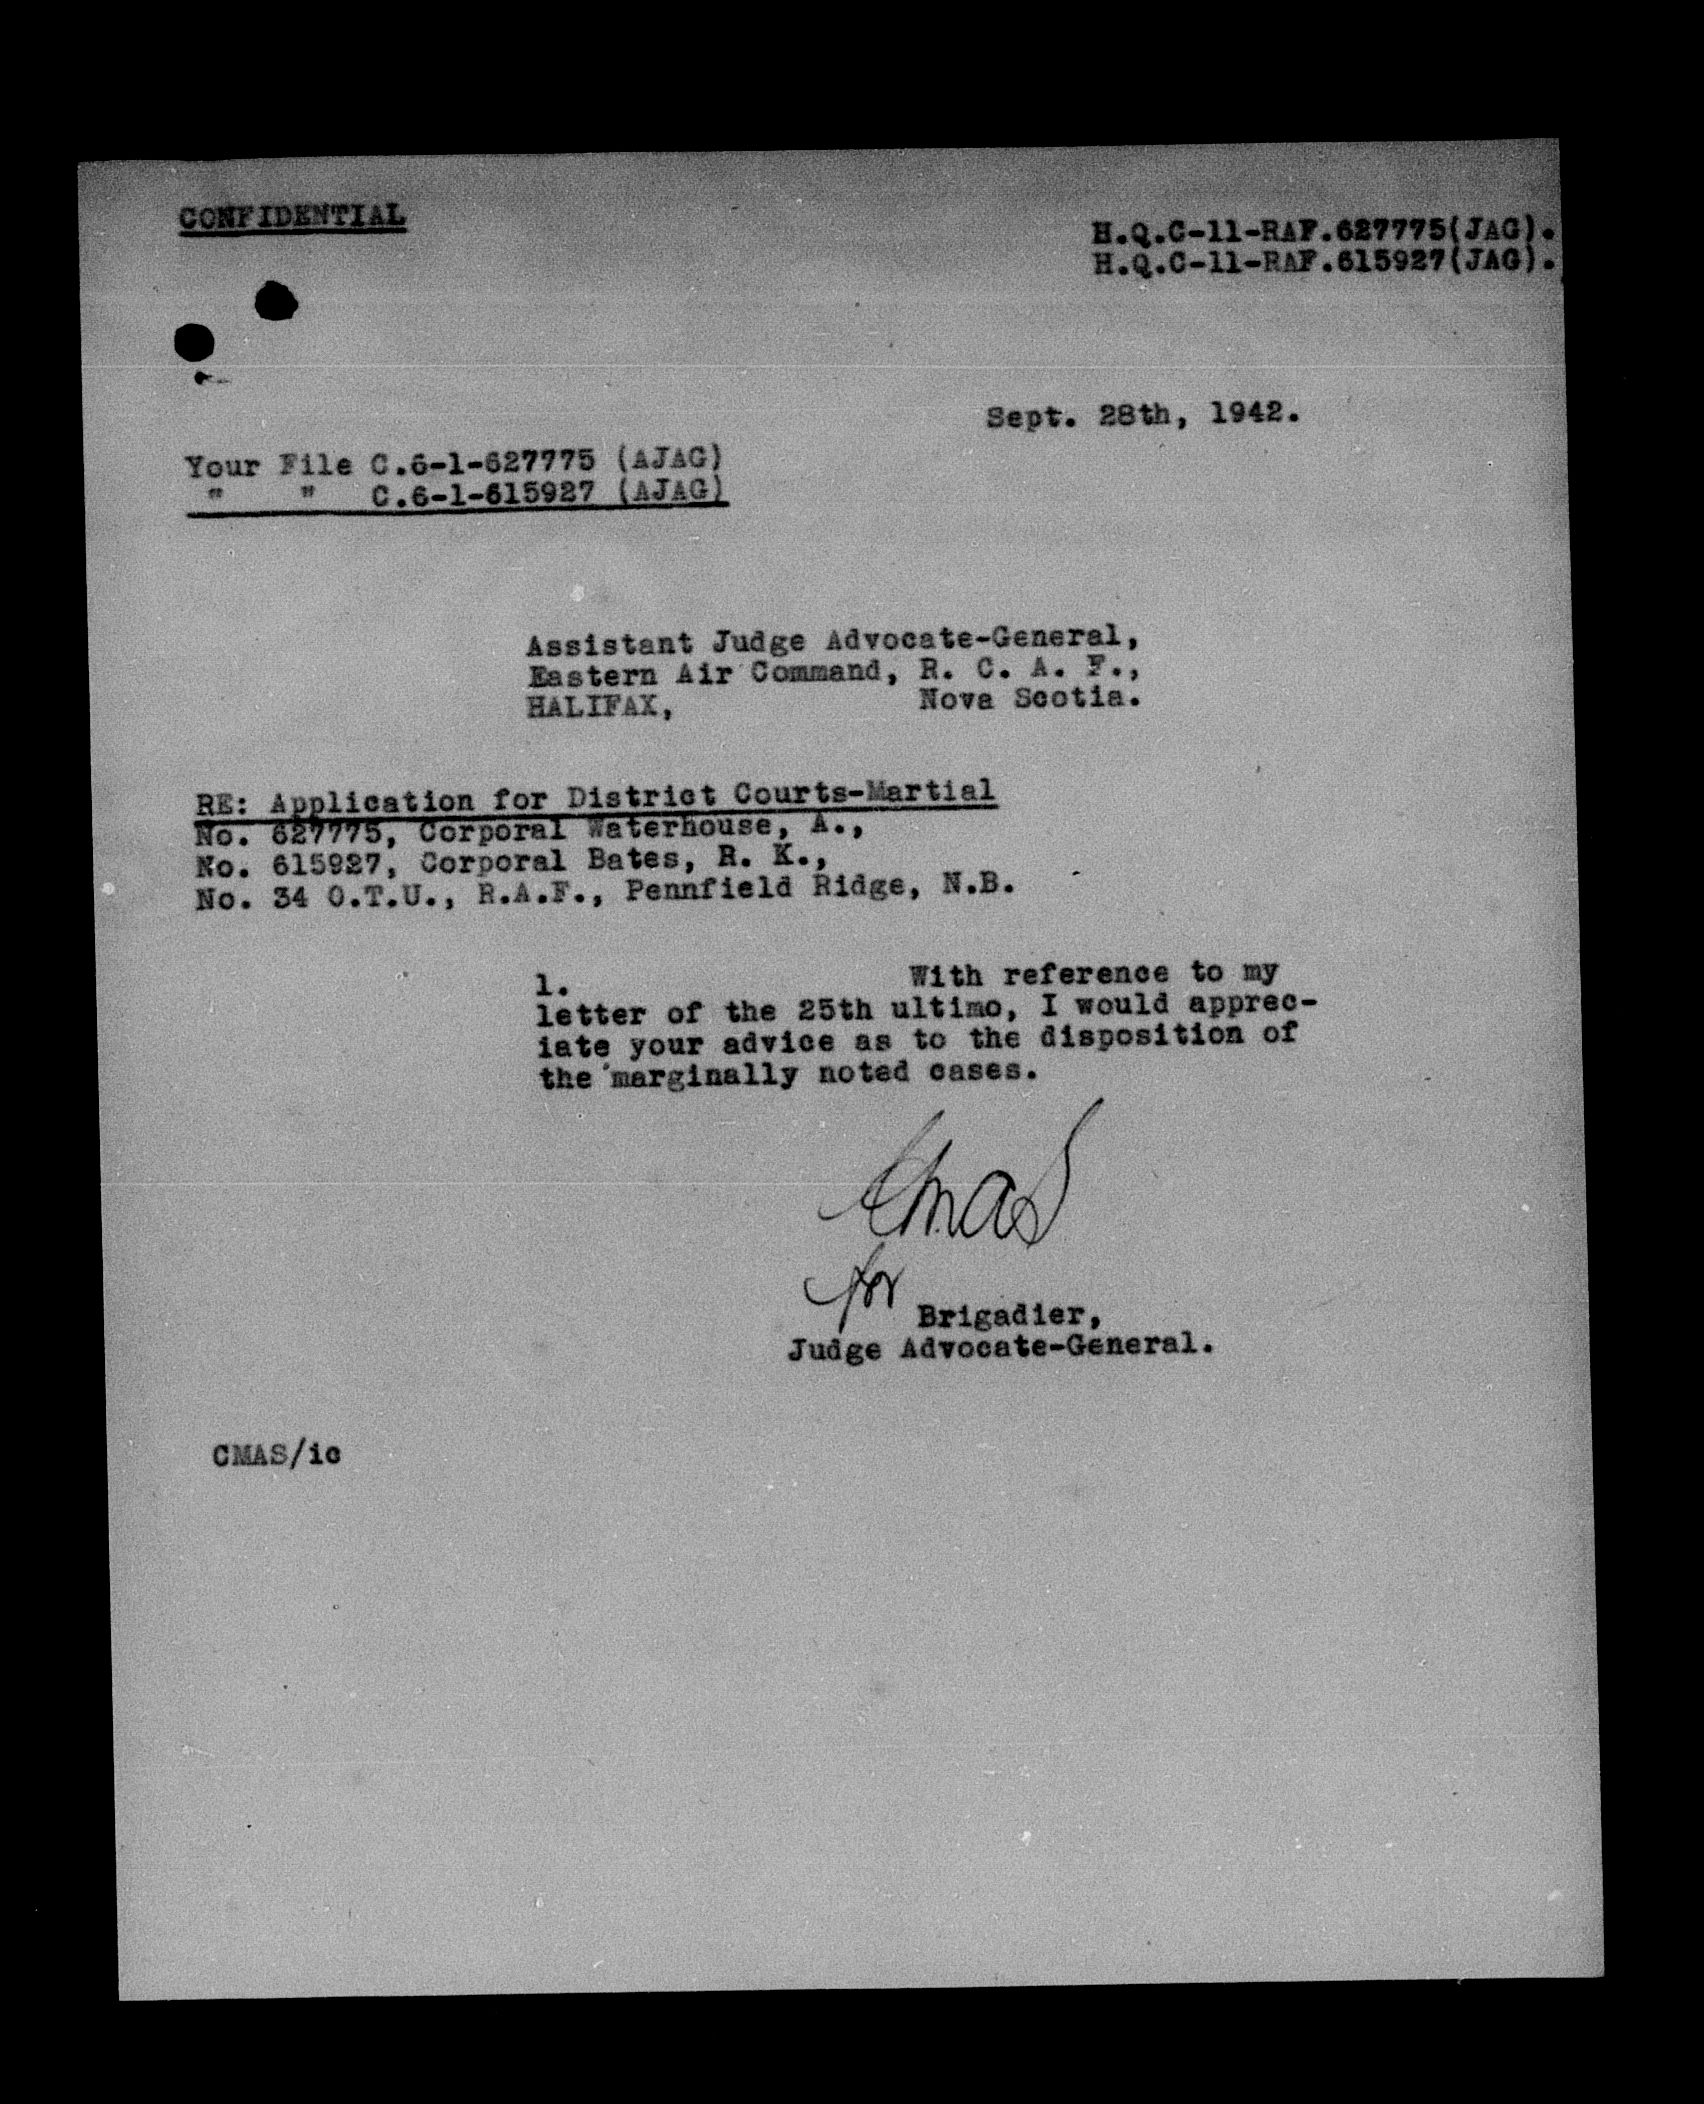 CONFIDENTIAL
H.Q.C-11-RAF.627775(JAG).
H.Q.C-11-RAF.615927(JAG).
Sept. 28th, 1942.
Your File C.6-1-627775 (AJAG)
" " C.6-1-615927 (AJAG)
Assistant Judge Advocate-General,
Eastern Air Command, R. C. A. F.,
HALIFAX, Nova Scotia.
RE: Application for District Courts-Martial
No. 627775, Corporal Waterhouse, A.,
No. 615927, Corporal Bates, R. K.,
No. 34 O.T.U., R.A.F., Pennfield Ridge, N.B.
1. With reference to my
letter of the 25th ultimo, I would apprec-
iate your advice as to the disposition of
the marginally noted cases.
CMAS
for
Brigadier,
Judge Advocate-General.
CMAS/ic